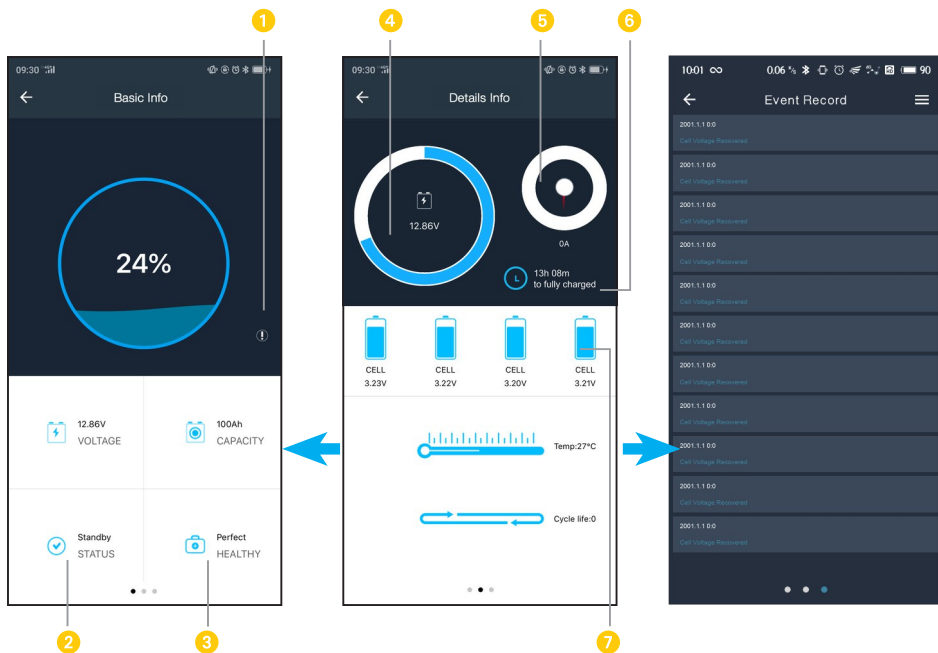 1
4
5
6
09:30
Basic Info
24%
12.86V
VOLTAGE
100Ah
CAPACITY
Standby
STATUS
Perfect
HEALTHY
2
3
09:30
Details Info
12.86V
0A
13h 08m
to fully charged
CELL
3.23V
CELL
3.22V
CELL
3.20V
CELL
3.21V
Temp:27°C
Cycle life:0
7
10:01
0.06
90
Event Record
2001.1.1 0:0
Cell Voltage Recovered
2001.1.1 0:0
Cell Voltage Recovered
2001.1.1 0:0
Cell Voltage Recovered
2001.1.1 0:0
Cell Voltage Recovered
2001.1.1 0:0
Cell Voltage Recovered
2001.1.1 0:0
Cell Voltage Recovered
2001.1.1 0:0
Cell Voltage Recovered
2001.1.1 0:0
Cell Voltage Recovered
2001.1.1 0:0
Cell Voltage Recovered
2001.1.1 0:0
Cell Voltage Recovered
2001.1.1 0:0
Cell Voltage Recovered